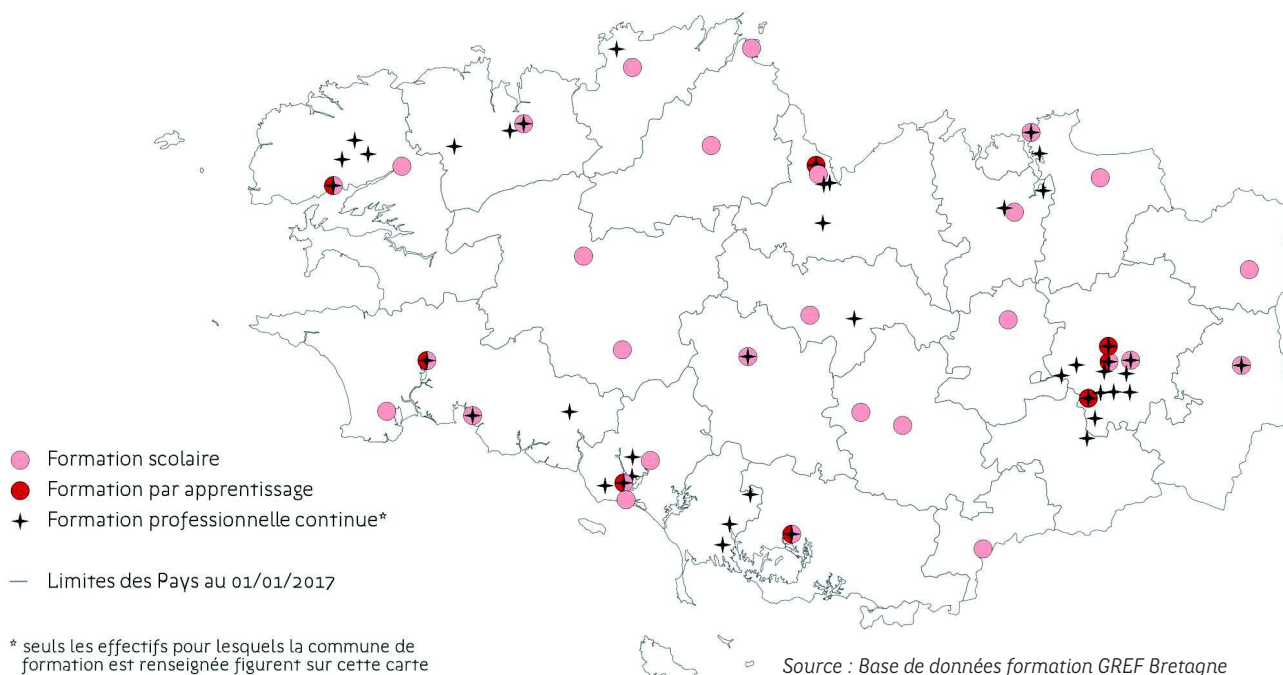 Formation scolaire
Formation par apprentissage
Formation professionnelle continue*
Limites des Pays au 01/01/2017
* seuls les effectifs pour lesquels la commune de
formation est renseignée figurent sur cette carte
Source : Base de données formation GREF Bretagne